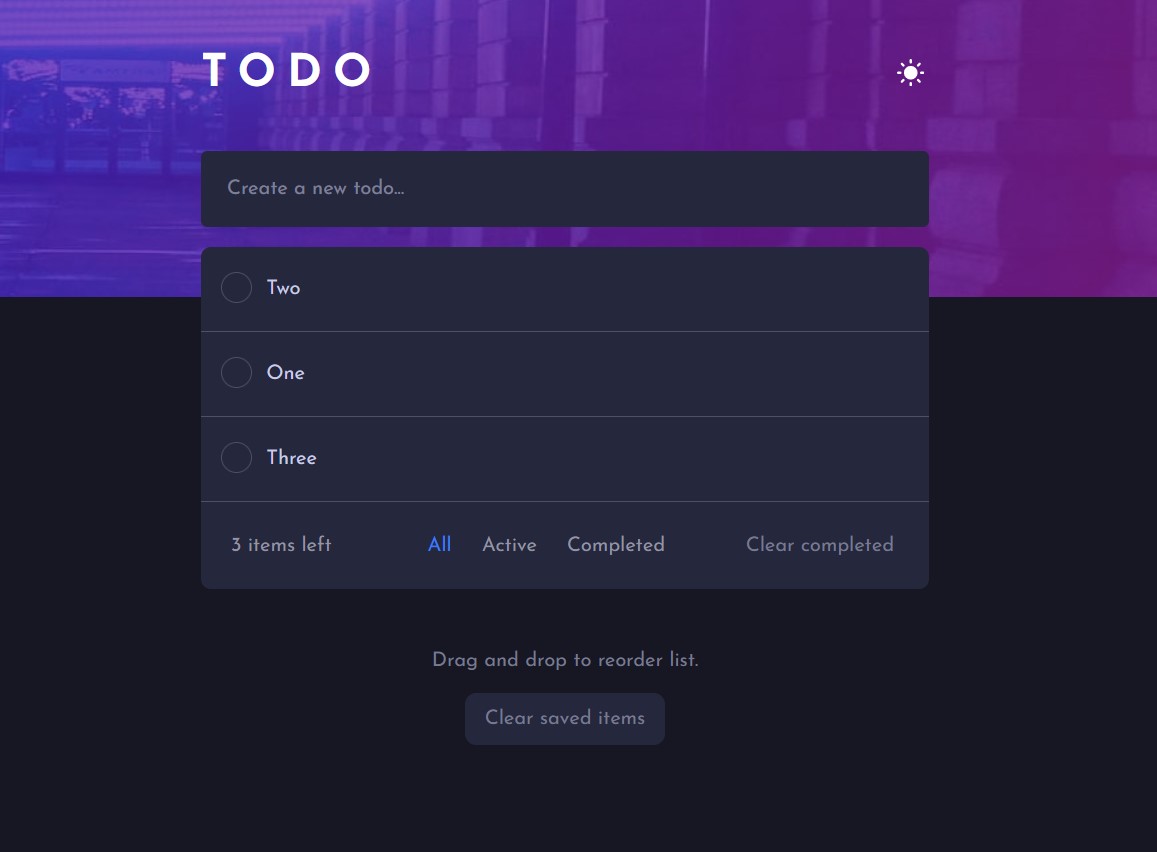 TODO
Create a new todo...
Two
One
Three
3 items left All Active Completed Clear completed
Drag and drop to reorder list.
Clear saved items